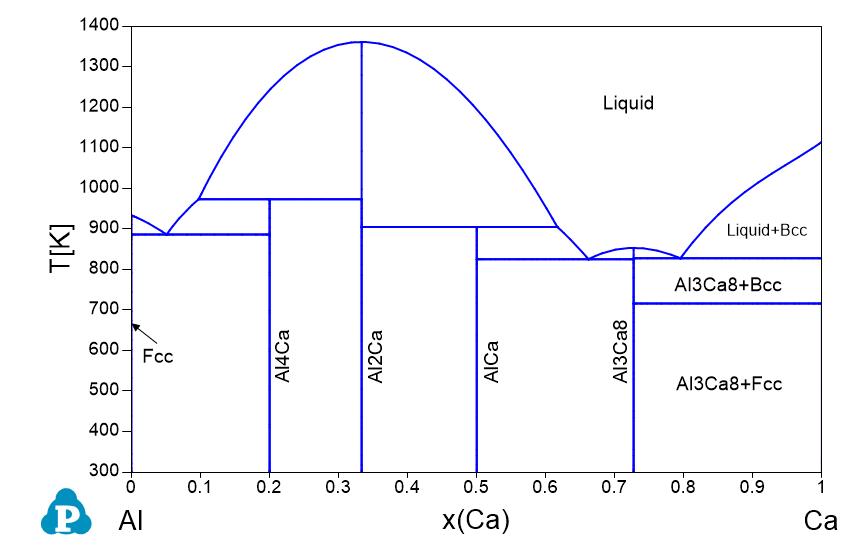 1400
1300
1200
1100
1000
900
800
700
600
500
400
300
T[K]
Liquid
Liquid+Bcc
Al3Ca8+Bcc
Al3Ca8+Fcc
Fcc
Al4Ca
Al2Ca
AlCa
Al3Ca8
0 0.1 0.2 0.3 0.4 0.5 0.6 0.7 0.8 0.9 1
P
Al x(Ca) Ca